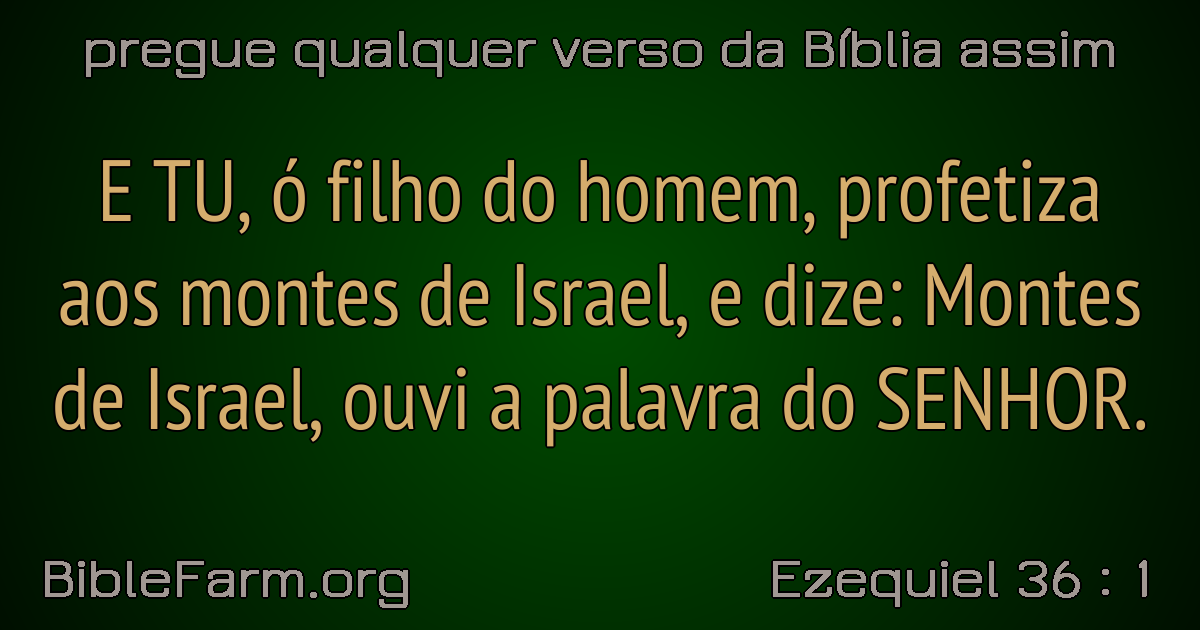 pregue qualquer verso da Bíblia assim
E TU, ó filho do homem, profetiza
aos montes de Israel, e dize: Montes
de Israel, ouvi a palavra do SENHOR.
BibleFarm.org
Ezequiel 36 : 1